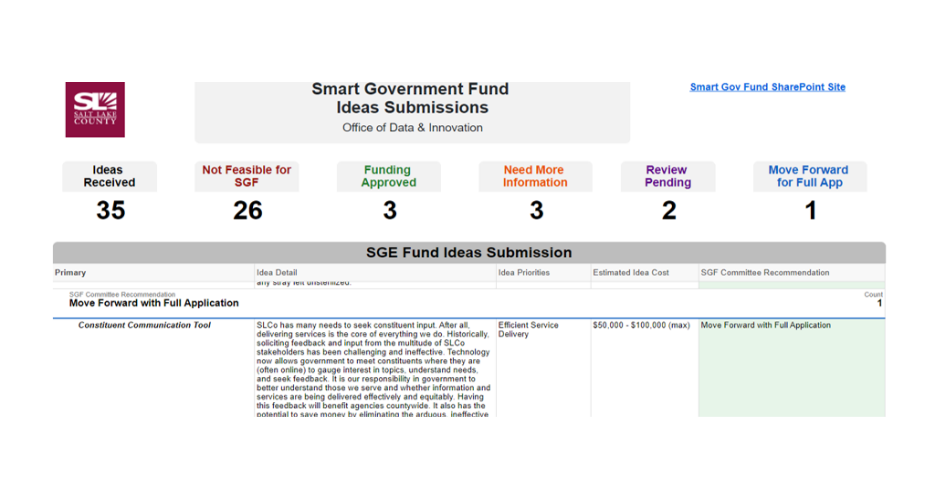 SL
SALT LAKE
COUNTY
Smart Government Fund
Ideas Submissions
Office of Data & Innovation
Smart Gov Fund SharePoint Site
Ideas
Received
35
Not Feasible for
SGF
26
Funding
Approved
3
Need More
Information
3
Review
Pending
2
Move Forward
for Full App
1
SGE Fund Ideas Submission
Primary
Idea Detail
Idea Priorities
Estimated Idea Cost
SGF Committee Recommendation
any stray left unsterilized.
SGF Committee Recommendation
Move Forward with Full Application
Count
1
Constituent Communication Tool
SLCo has many needs to seek constituent input. After all,
delivering services is the core of everything we do. Historically,
soliciting feedback and input from the multitude of SLCo
stakeholders has been challenging and ineffective. Technology
now allows government to meet constituents where they are
(often online) to gauge interest in topics, understand needs,
and seek feedback. It is our responsibility in government to
better understand those we serve and whether information and
services are being delivered effectively and equitably. Having
this feedback will benefit agencies countywide. It also has the
potential to save money by eliminating the arduous, ineffective
Efficient Service
Delivery
$50,000 - $100,000 (max)
Move Forward with Full Application